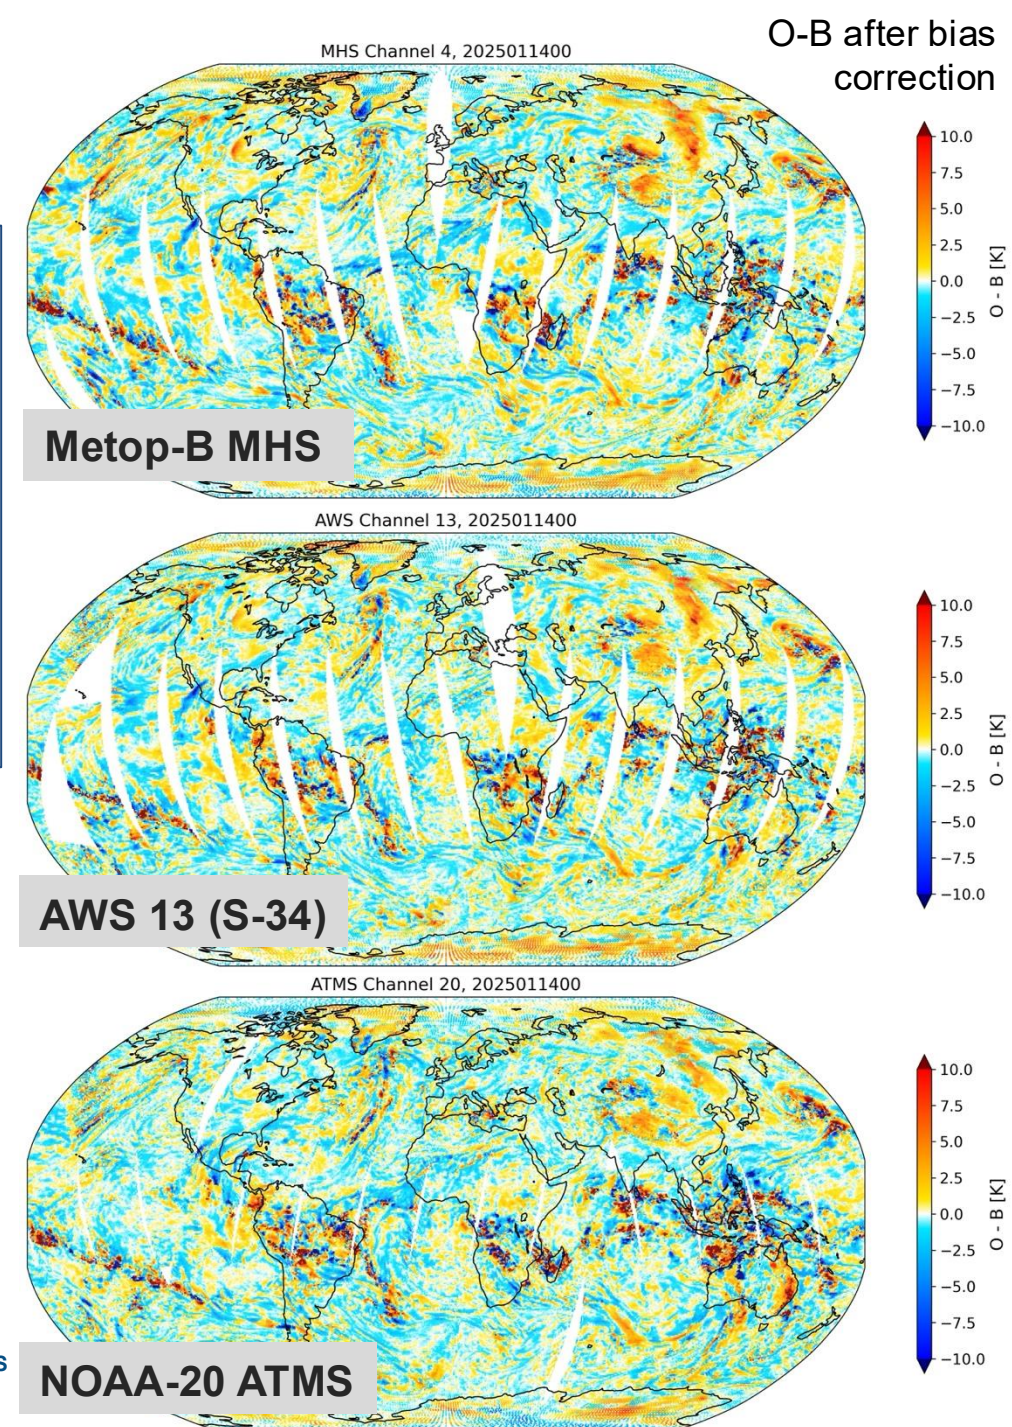 O-B after bias
correction
MHS Channel 4, 2025011400
10.0
7.5
5.0
2.5
0.0
−2.5
−5.0
−7.5
−10.0
O - B [K]
Metop-B MHS
AWS Channel 13, 2025011400
10.0
7.5
5.0
2.5
0.0
−2.5
−5.0
−7.5
−10.0
O - B [K]
AWS 13 (S-34)
ATMS Channel 20, 2025011400
10.0
7.5
5.0
2.5
0.0
−2.5
−5.0
−7.5
−10.0
O - B [K]
s
NOAA-20 ATMS